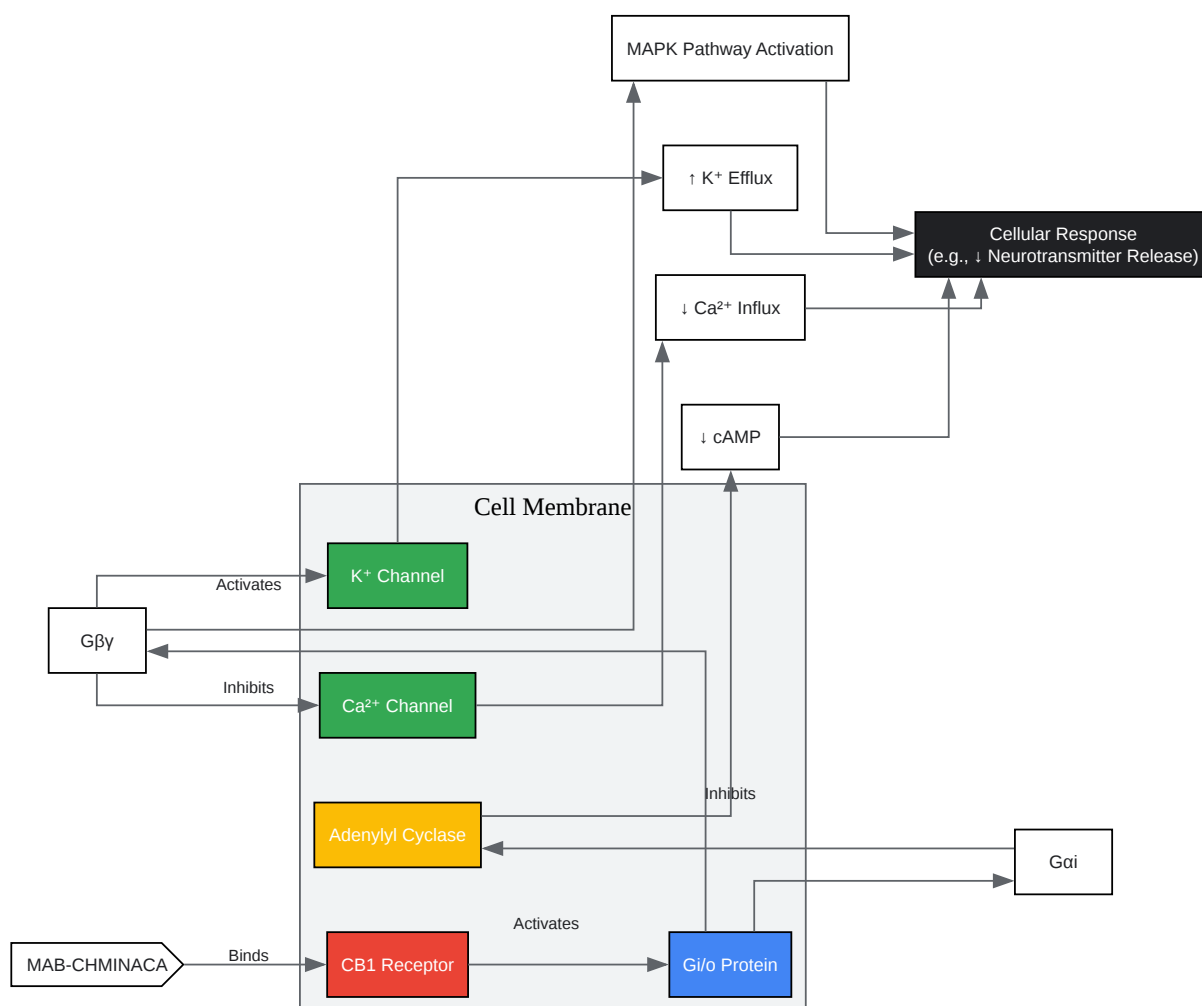 MAPK Pathway Activation
↑ K⁺ Efflux
Cellular Response
(e.g., ↓ Neurotransmitter Release)
↓ Ca²⁺ Influx
↓ cAMP
Cell Membrane
K⁺ Channel
Activates
Gβγ
Inhibits
Ca²⁺ Channel
Inhibits
Adenylyl Cyclase
Gαi
Activates
MAB-CHMINACA
Binds
CB1 Receptor
Gi/o Protein